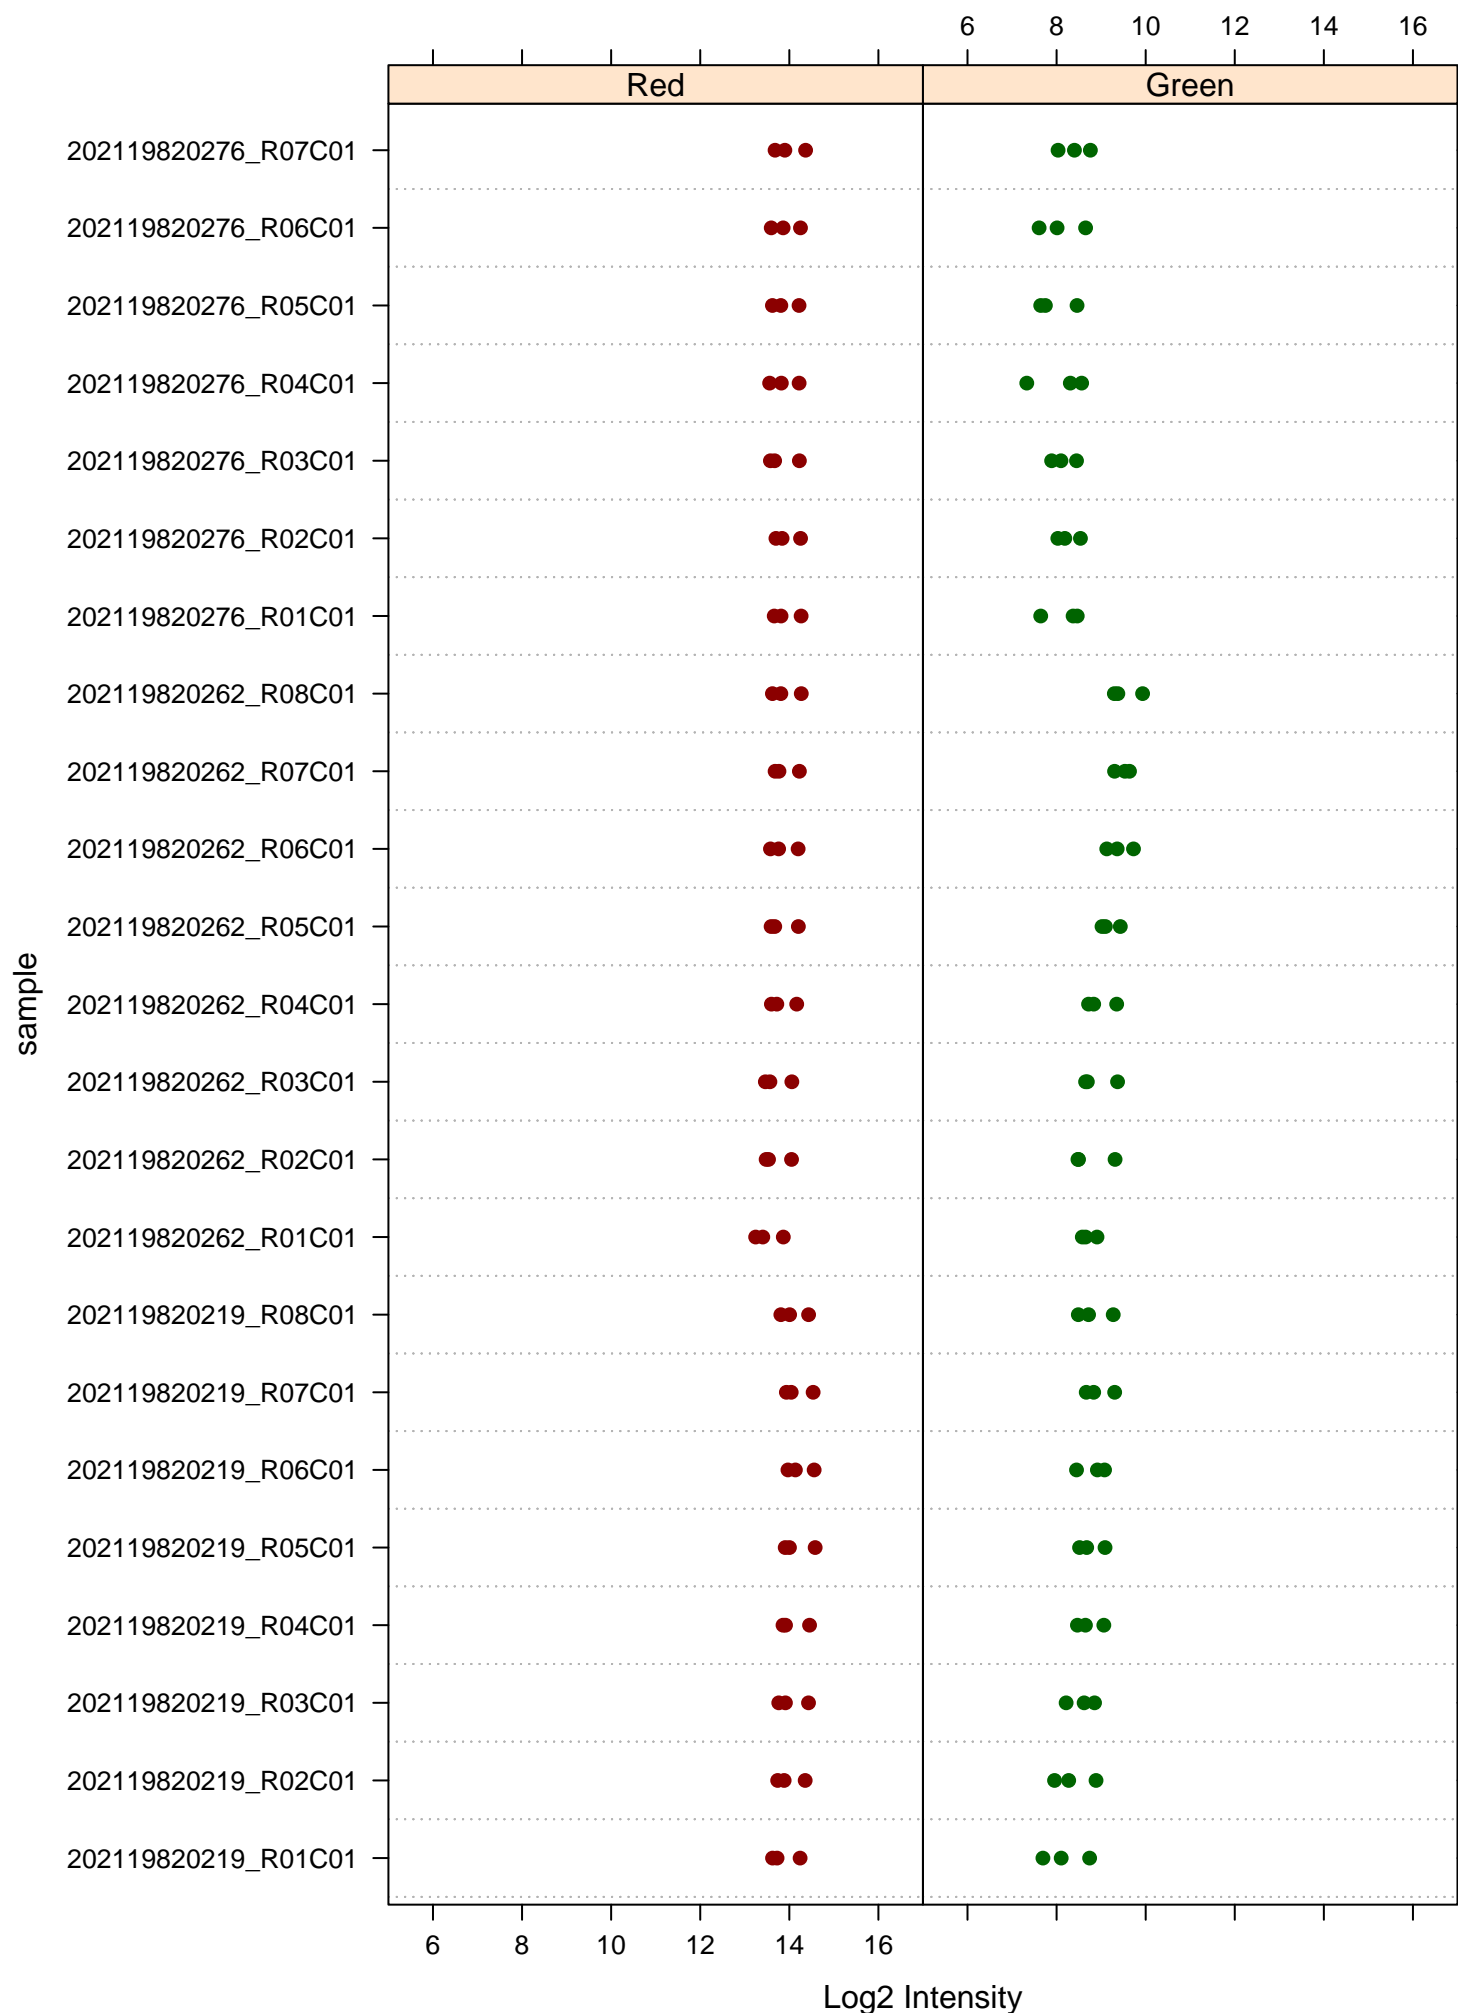 6 8 10 12 14 16
Red Green
202119820276_R07C01
202119820276_R06C01
202119820276_R05C01
202119820276_R04C01
202119820276_R03C01
202119820276_R02C01
202119820276_R01C01
202119820262_R08C01
202119820262_R07C01
202119820262_R06C01
202119820262_R05C01
202119820262_R04C01
202119820262_R03C01
202119820262_R02C01
202119820262_R01C01
202119820219_R08C01
202119820219_R07C01
202119820219_R06C01
202119820219_R05C01
202119820219_R04C01
202119820219_R03C01
202119820219_R02C01
202119820219_R01C01
sample
6 8 10 12 14 16
Log2 Intensity